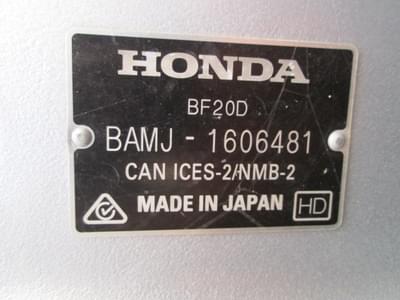 HONDA
BF20D
BAMJ - 1606481
CAN ICES-2/NMB-2
MADE IN JAPAN HD